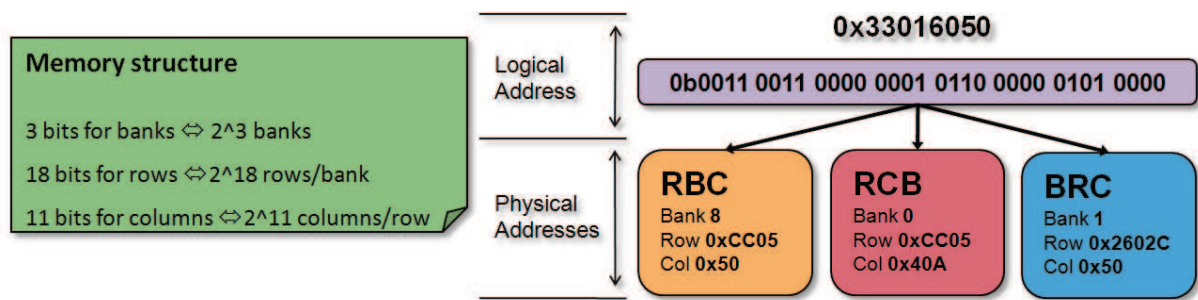 Memory structure
3 bits for banks ⇔ 2^3 banks
18 bits for rows ⇔2^18 rows/bank
11 bits for columns ⇔2^11 columns/row
Logical
Address
Physical
Addresses
0x33016050
0b0011 0011 0000 0001 0110 0000 0101 0000
RBC
Bank 8
Row 0xCC05
Col 0x50
RCB
Bank 0
Row 0xCC05
Col 0x40A
BRC
Bank 1
Row 0x2602C
Col 0x50